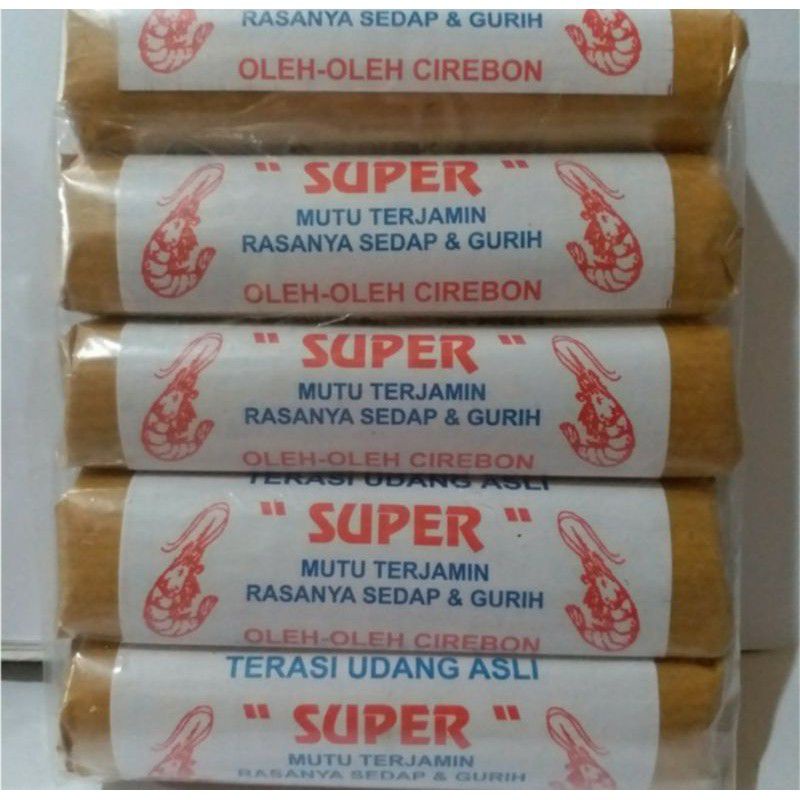 RASANYA SEDAP & GURIH
OLEH-OLEH CIREBON
" SUPER "
MUTU TERJAMIN
RASANYA SEDAP & GURIH
OLEH-OLEH CIREBON
" SUPER "
MUTU TERJAMIN
RASANYA SEDAP & GURIH
OLEH-OLEH CIREBON
TERASI UDANG ASLI
" SUPER "
MUTU TERJAMIN
RASANYA SEDAP & GURIH
OLEH-OLEH CIREBON
TERASI UDANG ASLI
" SUPER "
MUTU TERJAMIN
RASANYA SEDAP & GURIH